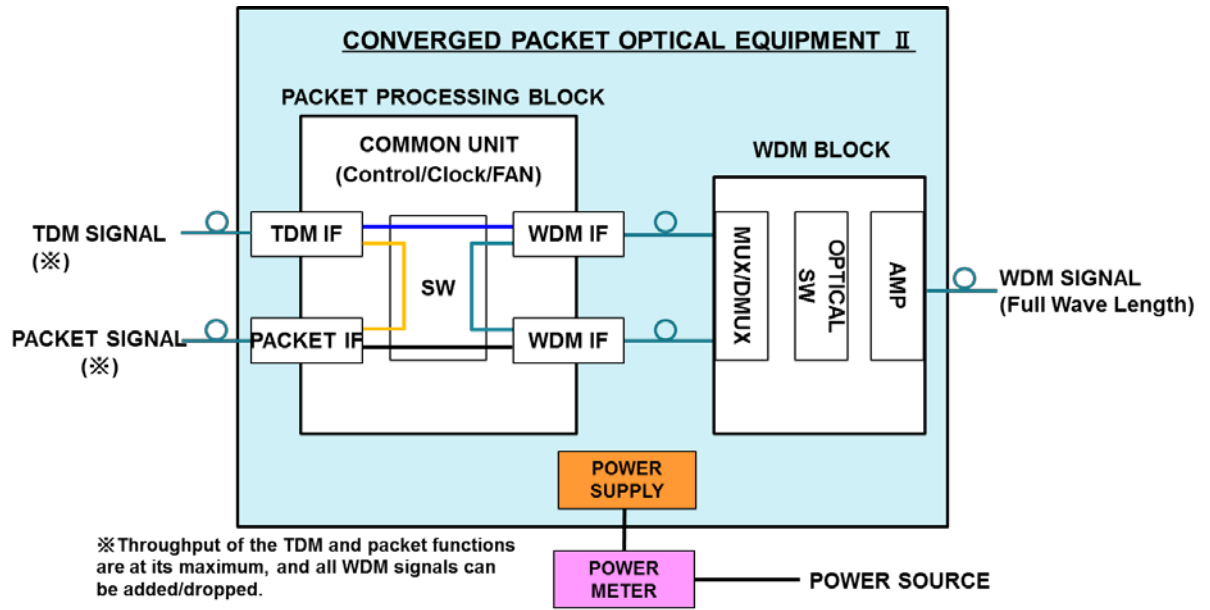 CONVERGED PACKET OPTICAL EQUIPMENT Ⅱ
PACKET PROCESSING BLOCK
COMMON UNIT
(Control/Clock/FAN)
WDM BLOCK
TDM SIGNAL
(※)
TDM IF
WDM IF
SW
PACKET SIGNAL
(※)
PACKET IF
WDM IF
MUX/DMUX
OPTICAL
SW
AMP
WDM SIGNAL
(Full Wave Length)
POWER
SUPPLY
※Throughput of the TDM and packet functions
are at its maximum, and all WDM signals can
be added/dropped.
POWER
METER
POWER SOURCE